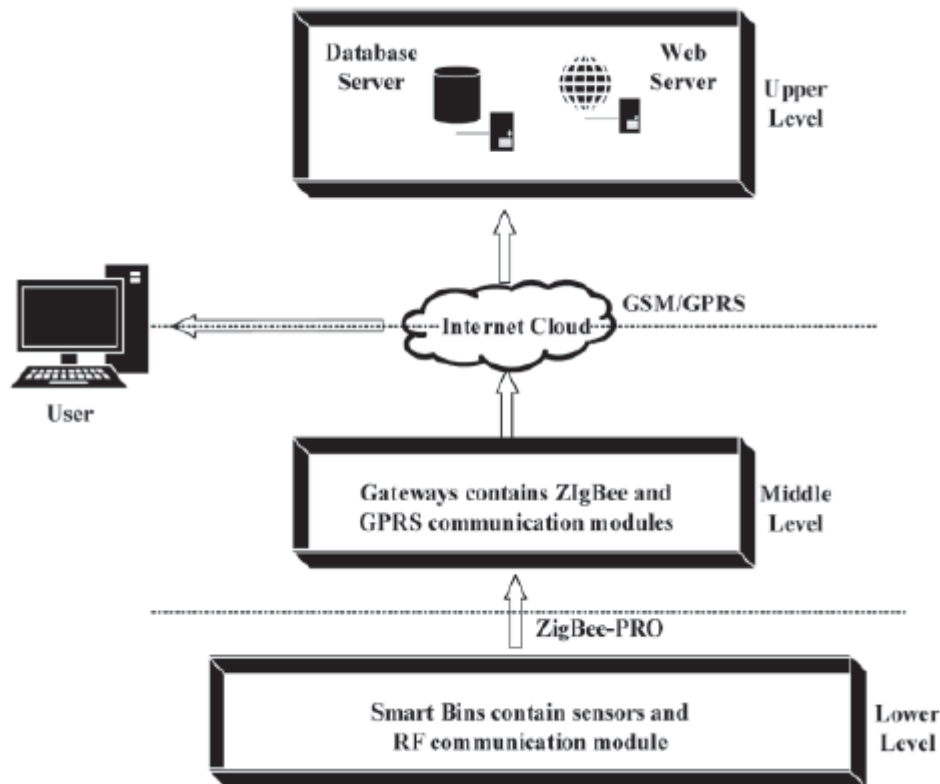 Database
Server
Web
Server
Upper
Level
GSM/GPRS
Internet Cloud
User
Gateways contains ZIgBee and
GPRS communication modules
Middle
Level
ZigBee-PRO
Smart Bins contain sensors and
RF communication module
Lower
Level